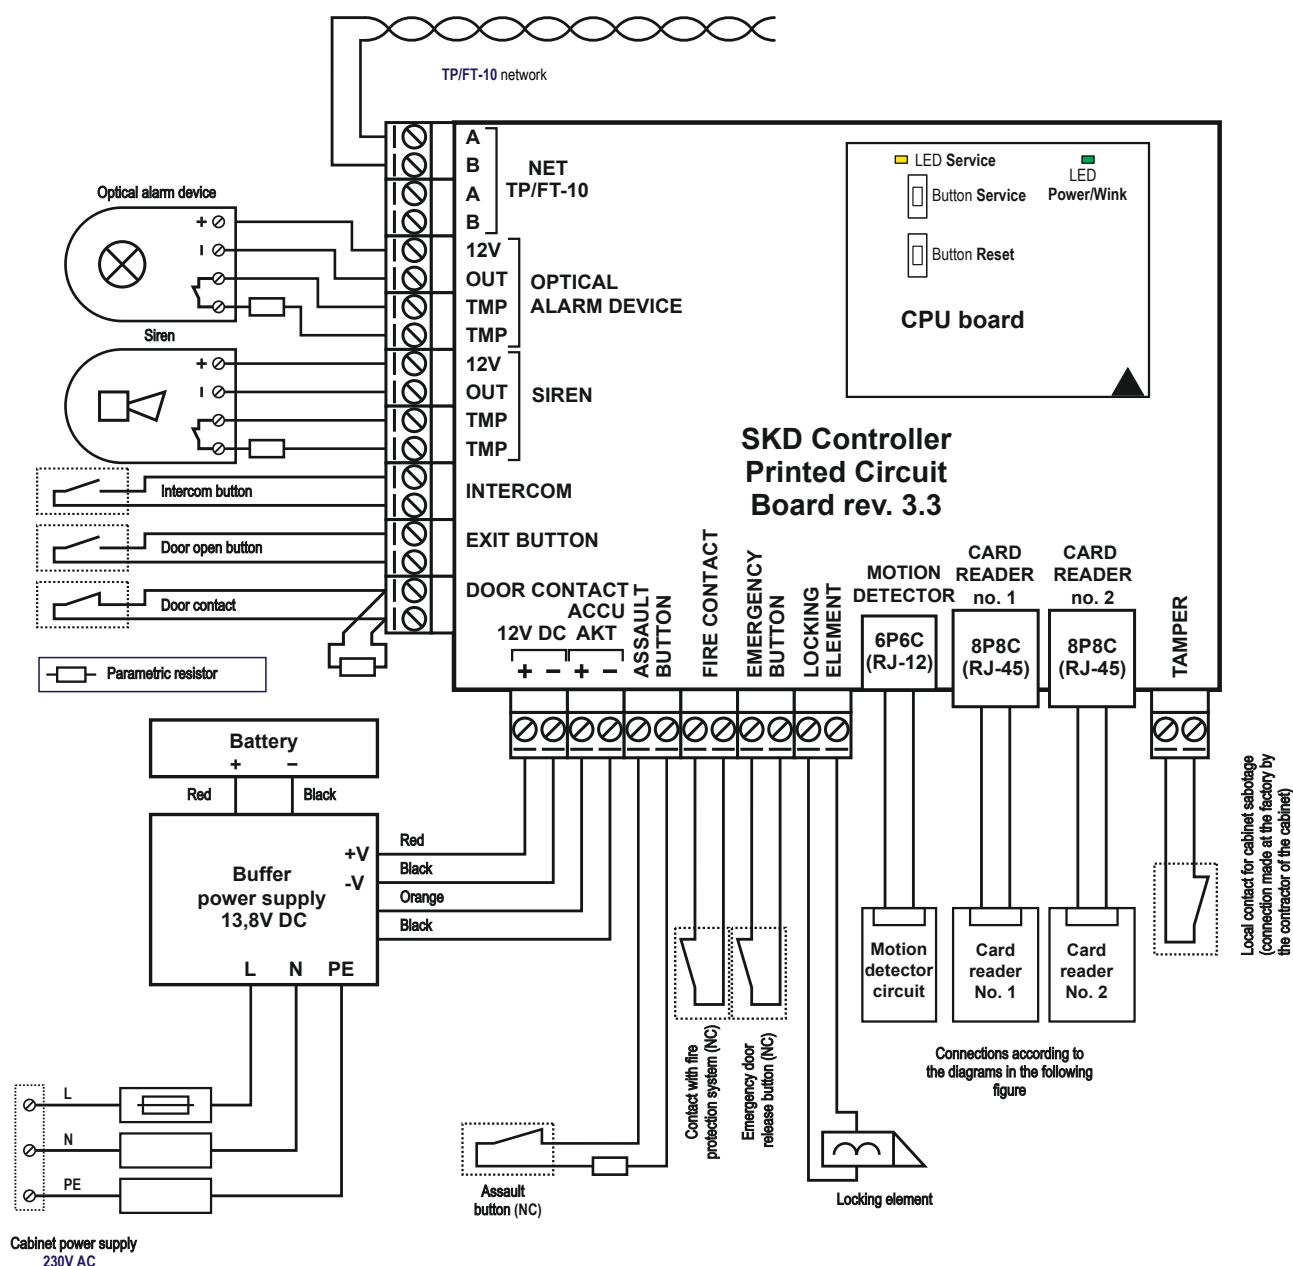 TP/FT-10 network
A
B
A
B
NET
TP/FT-10
LED Service
LED
Power/Wink
Button Service
Button Reset
CPU board
Optical alarm device
+
I
12V
OUT
TMP
TMP
OPTICAL
ALARM DEVICE
Siren
+
I
12V
OUT
TMP
TMP
SIREN
SKD Controller
Printed Circuit
Board rev. 3.3
Intercom button
INTERCOM
Door open button
EXIT BUTTON
Door contact
DOOR CONTACT
Parametric resistor
12V DC
+ −
ACCU
AKT
+ −
ASSAULT
BUTTON
FIRE CONTACT
EMERGENCY
BUTTON
LOCKING
ELEMENT
MOTION
DETECTOR
6P6C
(RJ-12)
CARD
READER
no. 1
8P8C
(RJ-45)
CARD
READER
no. 2
8P8C
(RJ-45)
TAMPER
Battery
+ −
Red
Black
Buffer
power supply
13,8V DC
+V
-V
L N PE
Red
Black
Orange
Black
L
N
PE
Cabinet power supply
230V AC
Assault
button (NC)
Contact with fire
protection system (NC)
Emergency door
release button (NC)
Locking element
Motion
detector
circuit
Card
reader
No. 1
Card
reader
No. 2
Connections according to
the diagrams in the following
figure
Local contact for cabinet sabotage
(connection made at the factory by
the contractor of the cabinet)